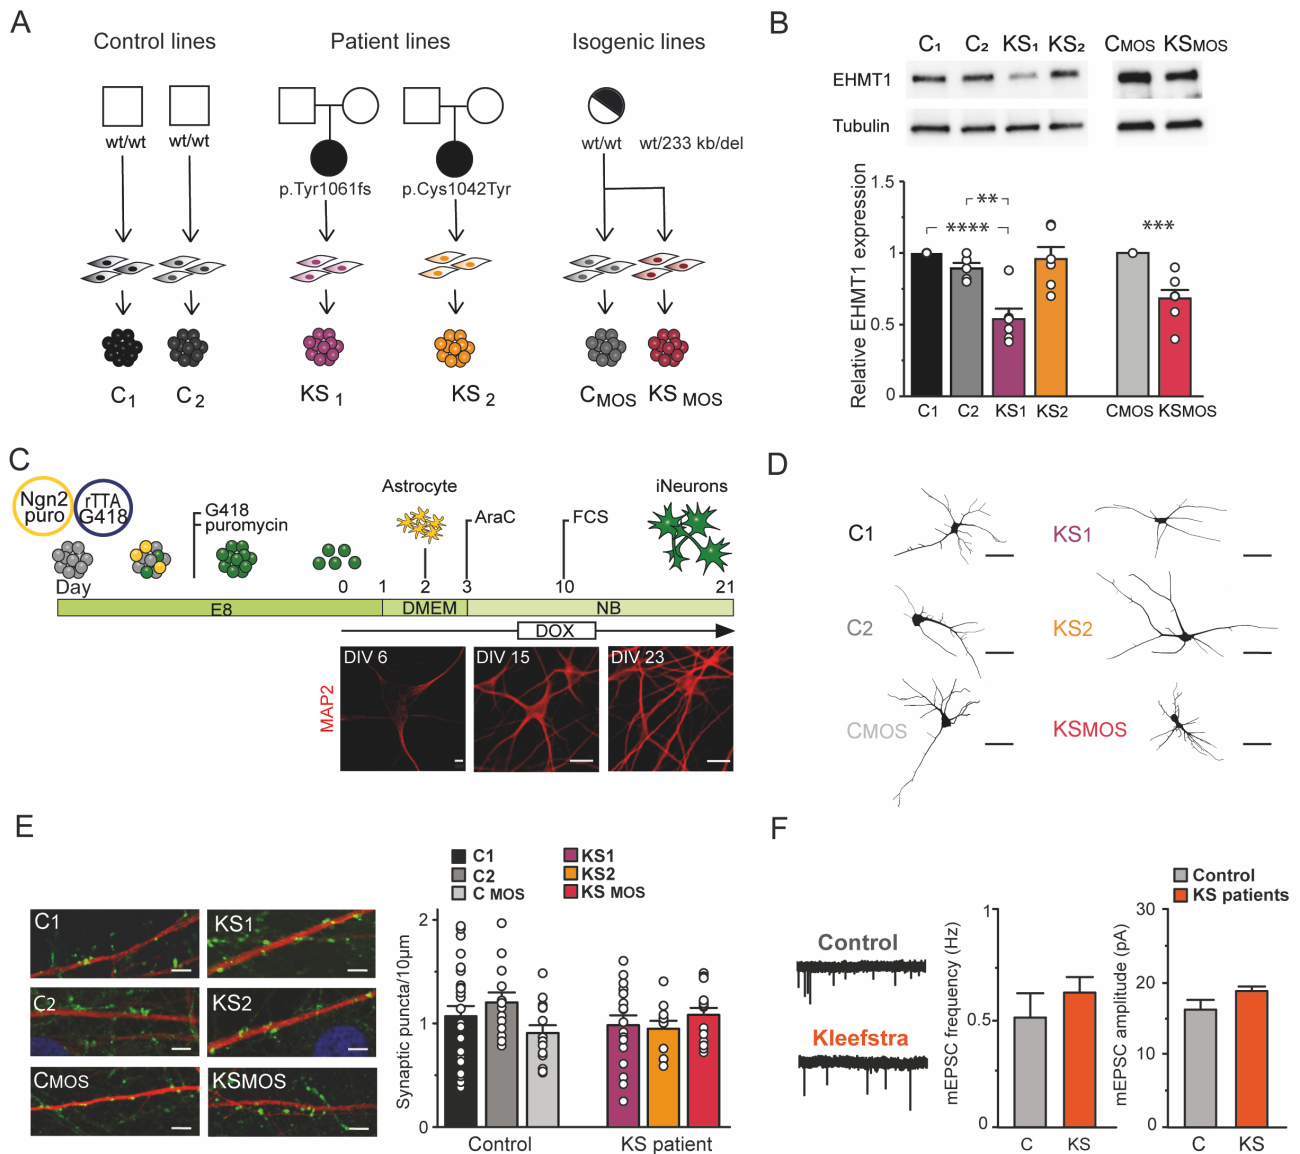 A
Control lines
Patient lines
Isogenic lines
wt/wt
wt/wt
p.Tyr1061fs
p.Cys1042Tyr
wt/wt
wt/233 kb/del
C1
C2
KS1
KS2
CMOS
KSMOS
B
C1
C2
KS1
KS2
CMOS
KSMOS
EHMT1
Tubulin
Relative EHMT1 expression
1.5
1
0.5
0
**
****
***
C1
C2
KS1
KS2
CMOS
KSMOS
C
Ngn2
puro
rTTA
G418
G418
puromycin
Astrocyte
AraC
FCS
iNeurons
Day
0
1
2
3
10
21
E8
DMEM
NB
DOX
MAP2
DIV 6
DIV 15
DIV 23
D
C1
KS1
C2
KS2
CMOS
KSMOS
E
C1
KS1
C2
KS2
CMOS
KSMOS
C1
C2
C MOS
KS1
KS2
KS MOS
Synaptic puncta/10µm
2
1
0
Control
KS patient
F
Control
Kleefstra
Control
KS patients
mEPSC frequency (Hz)
1
0.5
0
C
KS
mEPSC amplitude (pA)
30
20
10
0
C
KS